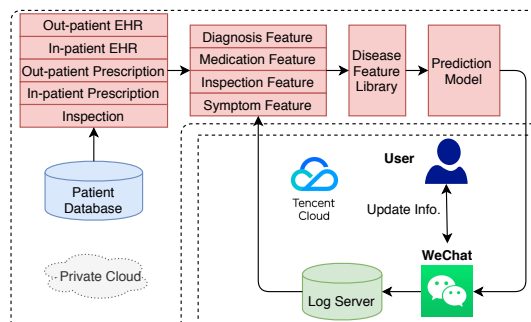 Out-patient EHR
In-patient EHR
Out-patient Prescription
In-patient Prescription
Inspection
Diagnosis Feature
Medication Feature
Inspection Feature
Symptom Feature
Disease
Feature
Library
Prediction
Model
Patient
Database
Private Cloud
Tencent
Cloud
User
Update Info.
WeChat
Log Server